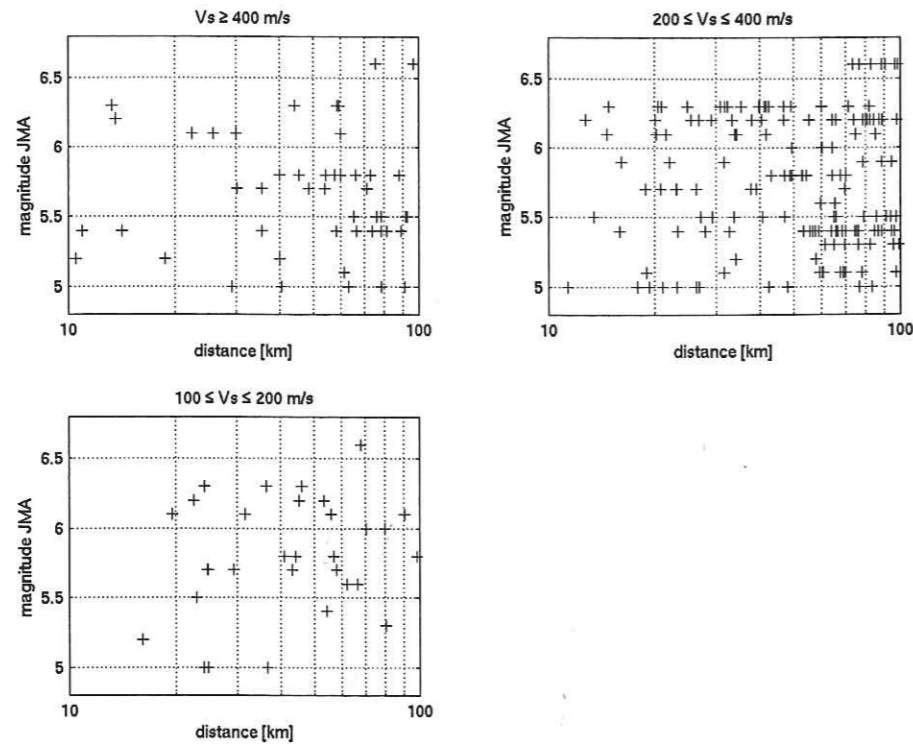 Vs ≥ 400 m/s
6.5
6
5.5
5
magnitude JMA
10
100
distance [km]
200 ≤ Vs ≤ 400 m/s
6.5
6
5.5
5
magnitude JMA
10
100
distance [km]
100 ≤ Vs ≤ 200 m/s
6.5
6
5.5
5
magnitude JMA
10
100
distance [km]